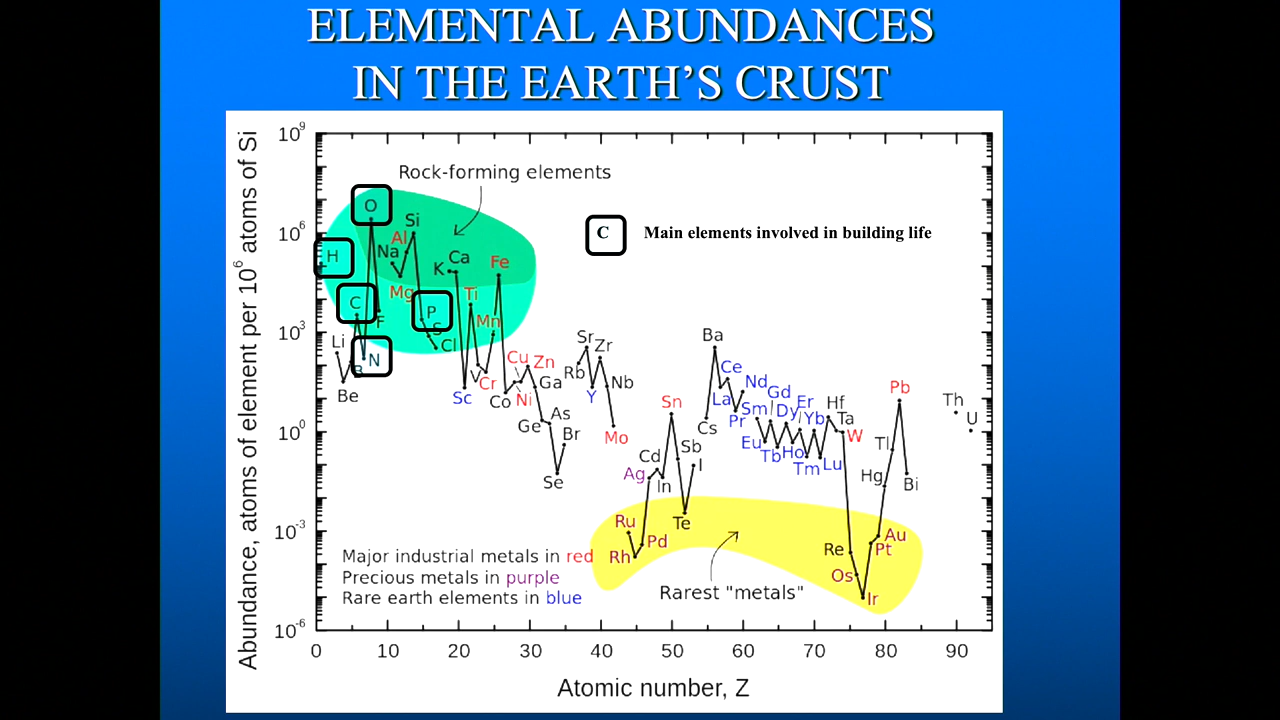 ELEMENTAL ABUNDANCES
IN THE EARTH'S CRUST
Abundance, atoms of element per 10⁶ atoms of Si
10⁹
10⁶
10³
10⁰
10⁻³
10⁻⁶
Rock-forming elements
C Main elements involved in building life
O
H
C
N
P
Si
Al
Na
Mg
K
Ca
Fe
Ti
Mn
F
S
Cl
Li
B
Be
Sc
V
Cr
Co
Cu
Ni
Zn
Ga
Ge
As
Se
Br
Rb
Sr
Y
Zr
Nb
Mo
Ru
Rh
Pd
Ag
Cd
In
Sn
Sb
Te
I
Cs
Ba
La
Ce
Pr
Nd
Sm
Eu
Gd
Tb
Dy
Ho
Er
Tm
Yb
Lu
Hf
Ta
W
Re
Os
Ir
Pt
Au
Hg
Tl
Pb
Bi
Th
U
Major industrial metals in red
Precious metals in purple
Rare earth elements in blue
Rarest "metals"
0 10 20 30 40 50 60 70 80 90
Atomic number, Z